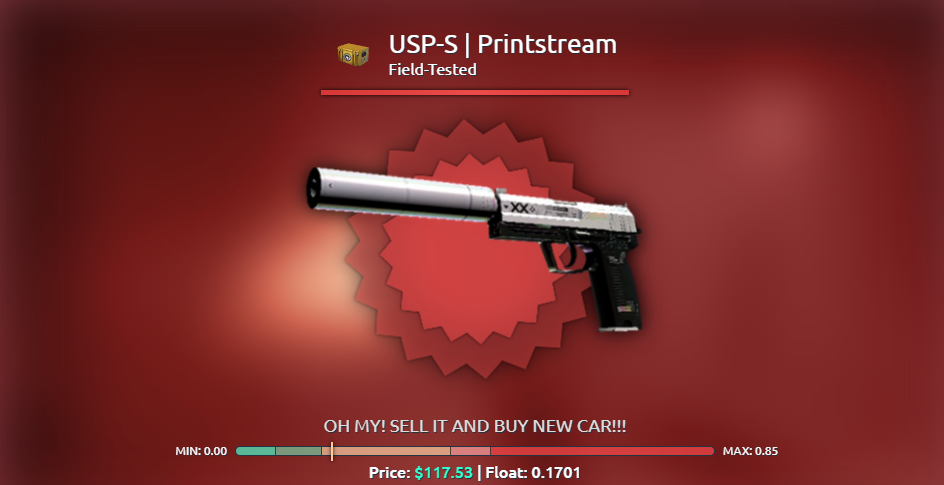 USP-S | Printstream
Field-Tested
XX
OH MY! SELL IT AND BUY NEW CAR!!!
MIN: 0.00
MAX: 0.85
Price: $117.53 | Float: 0.1701